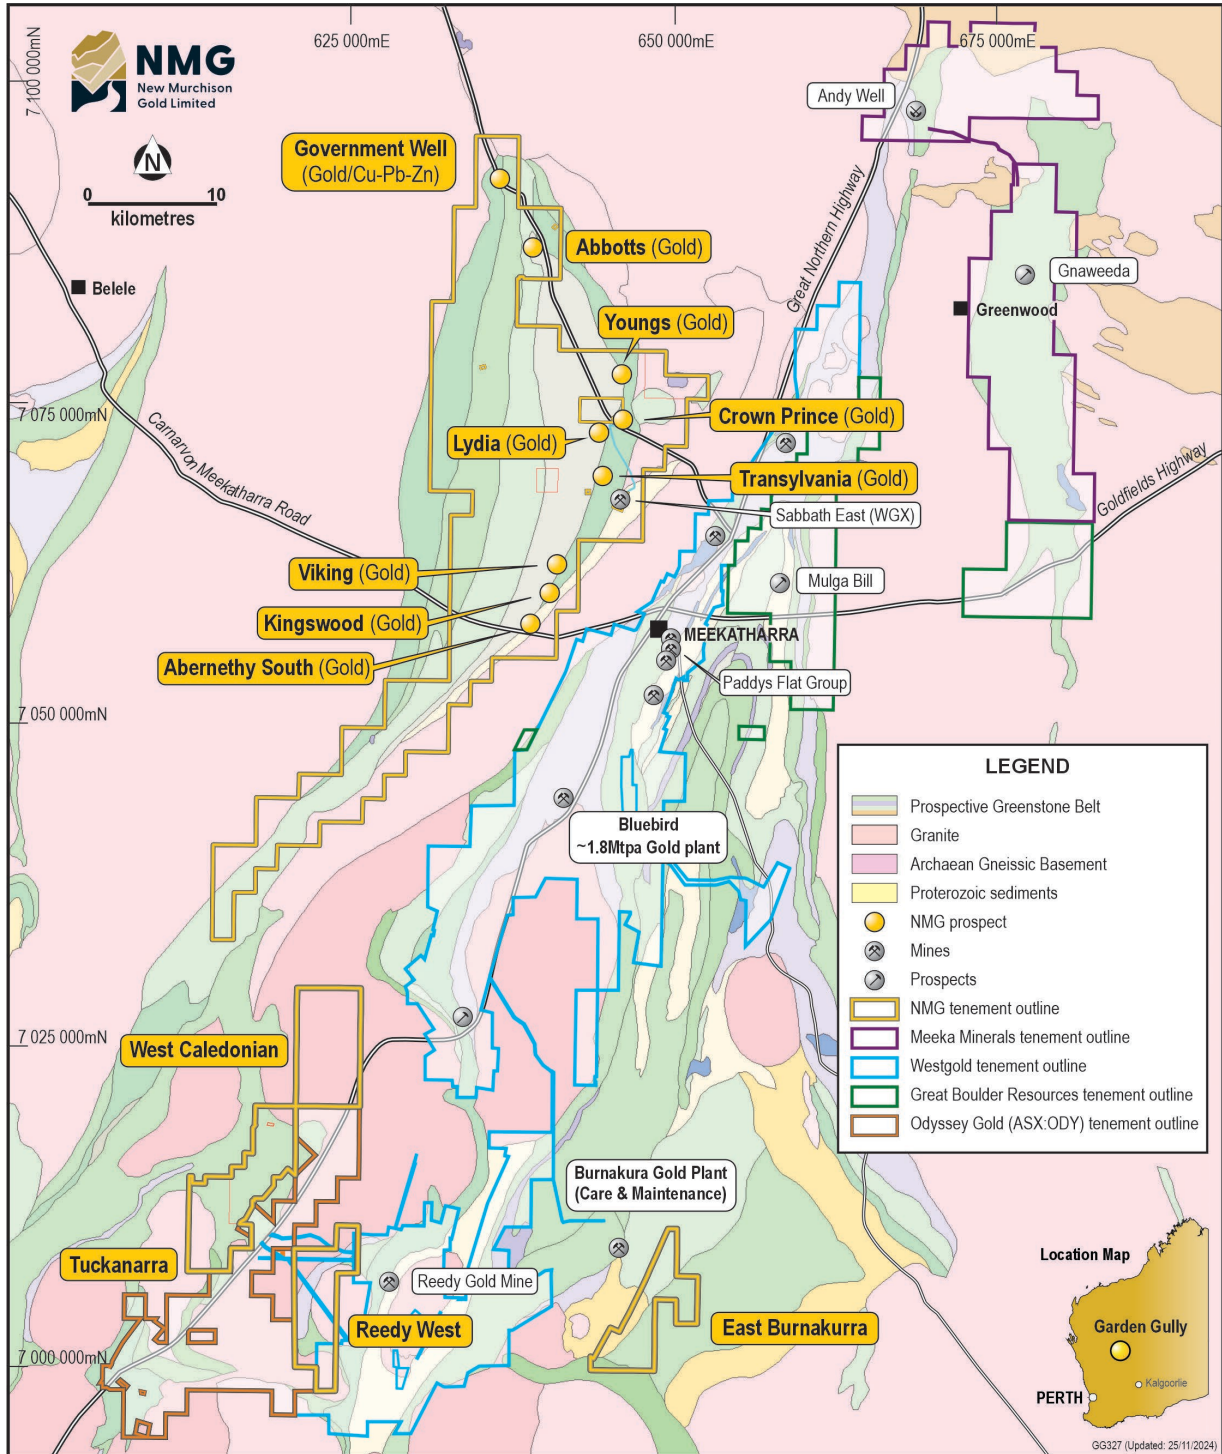 625 000mE
650 000mE
675 000mE
7 100 000mN
NMG
New Murchison
Gold Limited
N
0 10
kilometres
Andy Well
Government Well
(Gold/Cu-Pb-Zn)
Abbotts (Gold)
Great Northern Highway
Gnaweeda
Belele
Greenwood
Youngs (Gold)
7 075 000mN
Crown Prince (Gold)
Lydia (Gold)
Carnarvon Meekatharra Road
Transylvania (Gold)
Goldfields Highway
Sabbath East (WGX)
Viking (Gold)
Mulga Bill
Kingswood (Gold)
MEEKATHARRA
Abernethy South (Gold)
Paddys Flat Group
7 050 000mN
LEGEND
Prospective Greenstone Belt
Granite
Archaean Gneissic Basement
Proterozoic sediments
NMG prospect
Mines
Prospects
NMG tenement outline
Meeka Minerals tenement outline
Westgold tenement outline
Great Boulder Resources tenement outline
Odyssey Gold (ASX:ODY) tenement outline
Bluebird
~1.8Mtpa Gold plant
7 025 000mN
West Caledonian
Burnakura Gold Plant
(Care & Maintenance)
Tuckanarra
Reedy Gold Mine
Reedy West
East Burnakurra
7 000 000mN
Location Map
Garden Gully
Kalgoorlie
PERTH
GG327 (Updated: 25/11/2024)